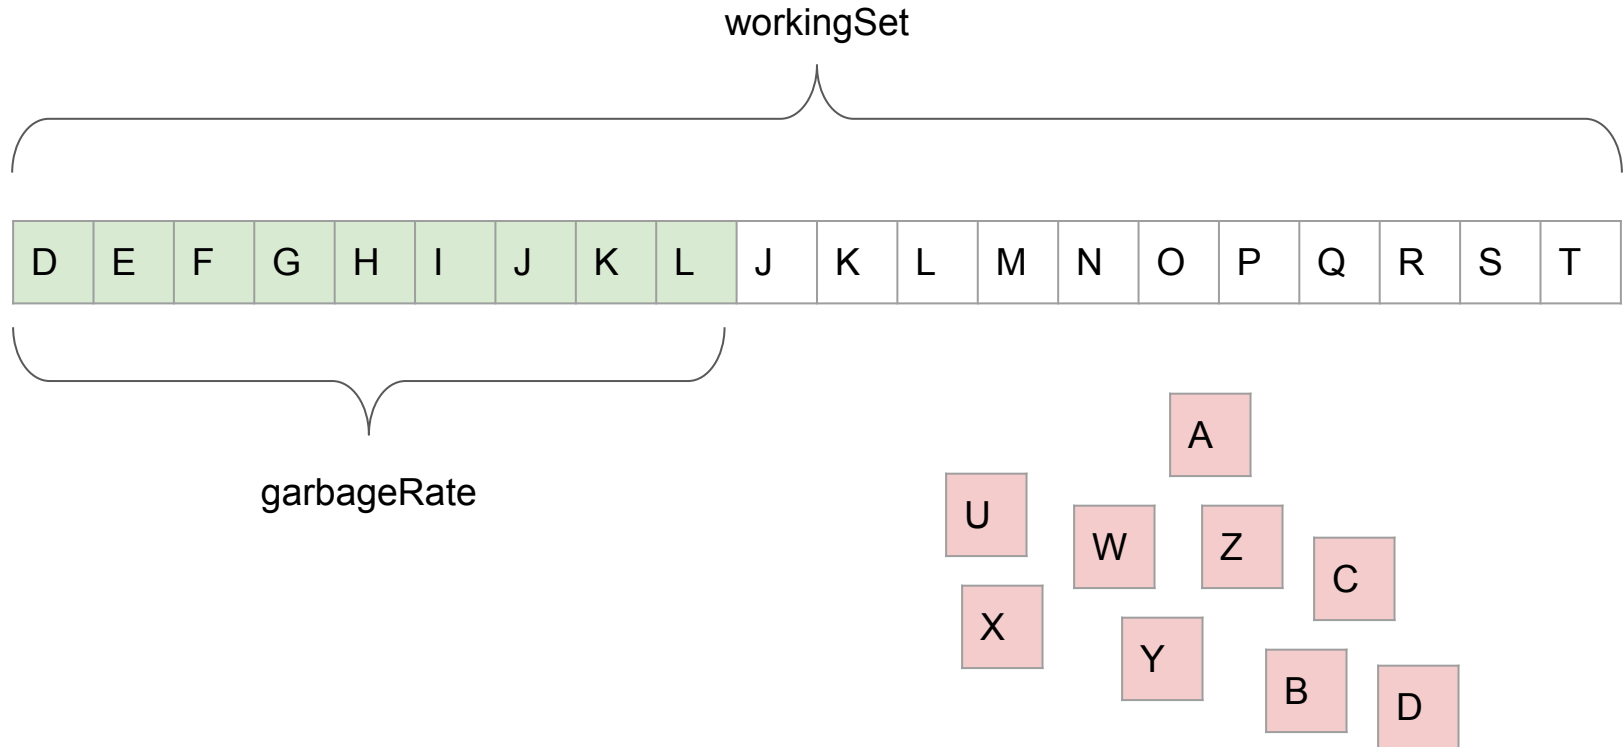 workingSet
D E F G H I J K L J K L M N O P Q R S T
garbageRate
A
U
W
Z
C
X
Y
B
D